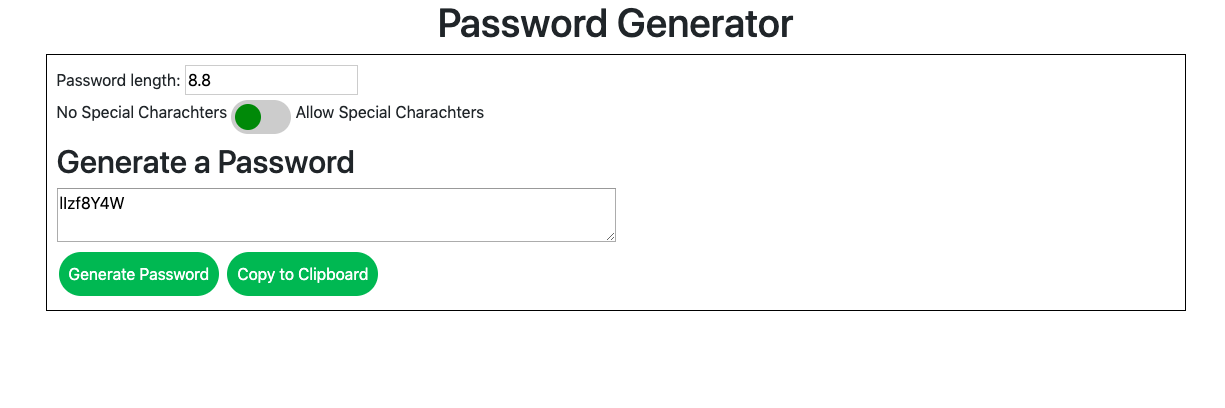 Password Generator
Password length: 8.8
No Special Charachters Allow Special Charachters
Generate a Password
Generate Password Copy to Clipboard